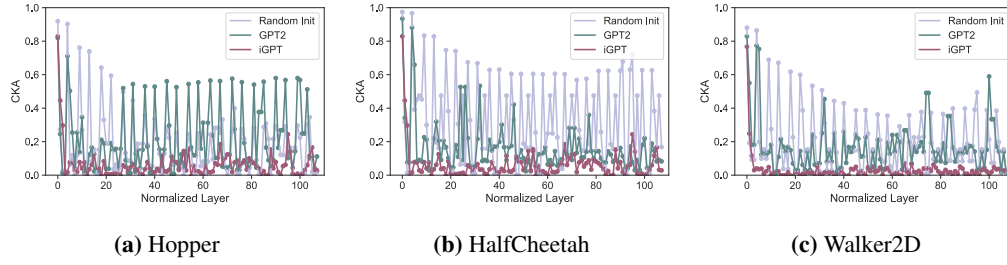 1.0
0.8
0.6
0.4
0.2
0.0
CKA
0 20 40 60 80 100
Normalized Layer
Random Init
GPT2
iGPT
(a) Hopper
1.0
0.8
0.6
0.4
0.2
0.0
CKA
0 20 40 60 80 100
Normalized Layer
Random Init
GPT2
iGPT
(b) HalfCheetah
1.0
0.8
0.6
0.4
0.2
0.0
CKA
0 20 40 60 80 100
Normalized Layer
Random Init
GPT2
iGPT
(c) Walker2D